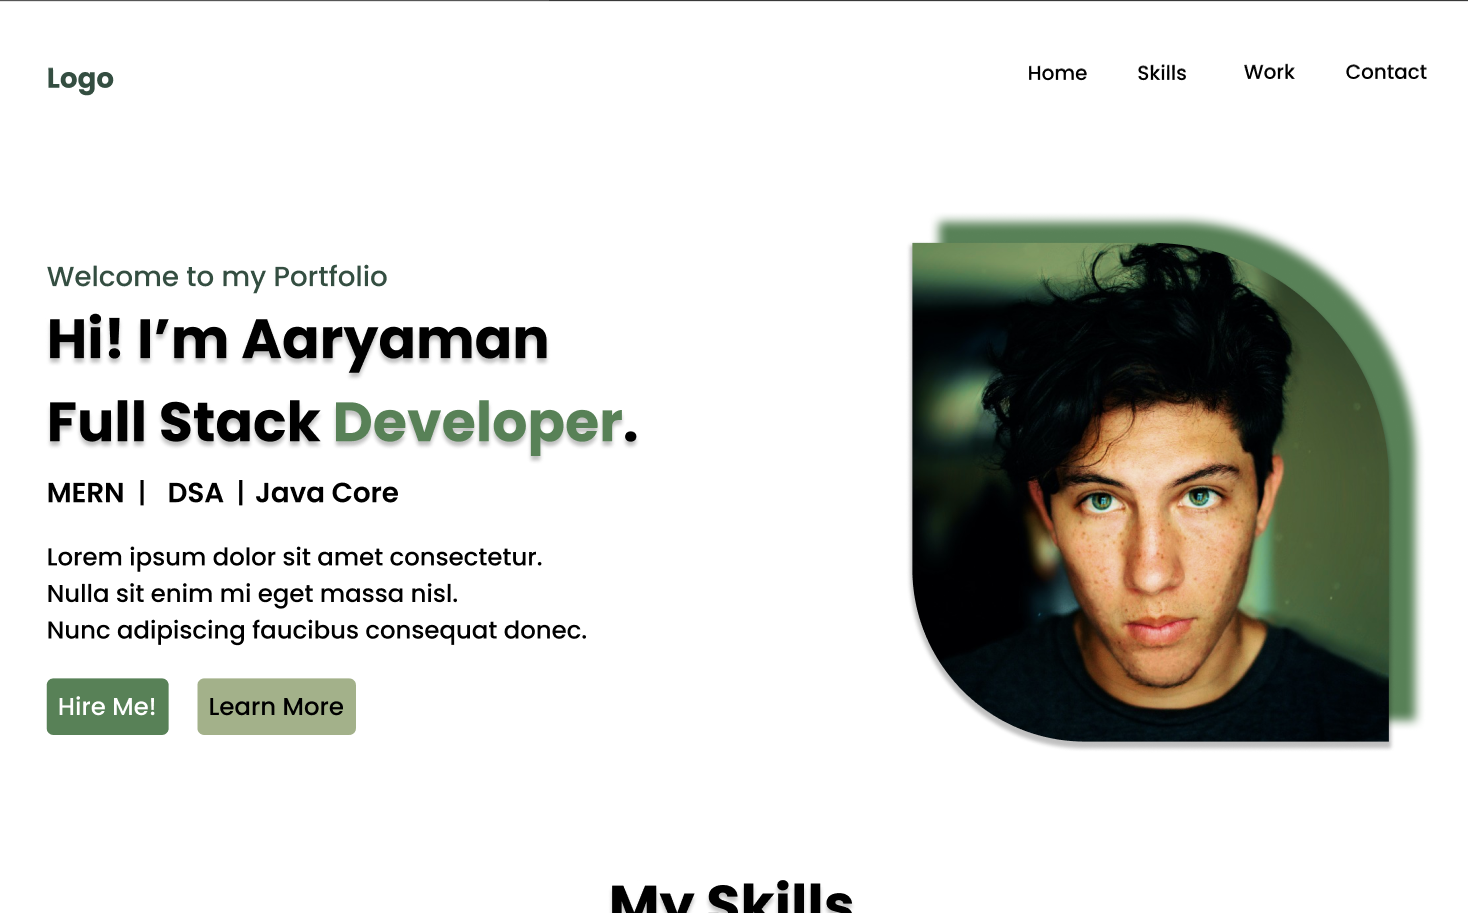 Logo
Home Skills Work Contact
Welcome to my Portfolio
Hi! I’m Aaryaman
Full Stack Developer.
MERN | DSA | Java Core
Lorem ipsum dolor sit amet consectetur.
Nulla sit enim mi eget massa nisl.
Nunc adipiscing faucibus consequat donec.
Hire Me! Learn More
My Skills